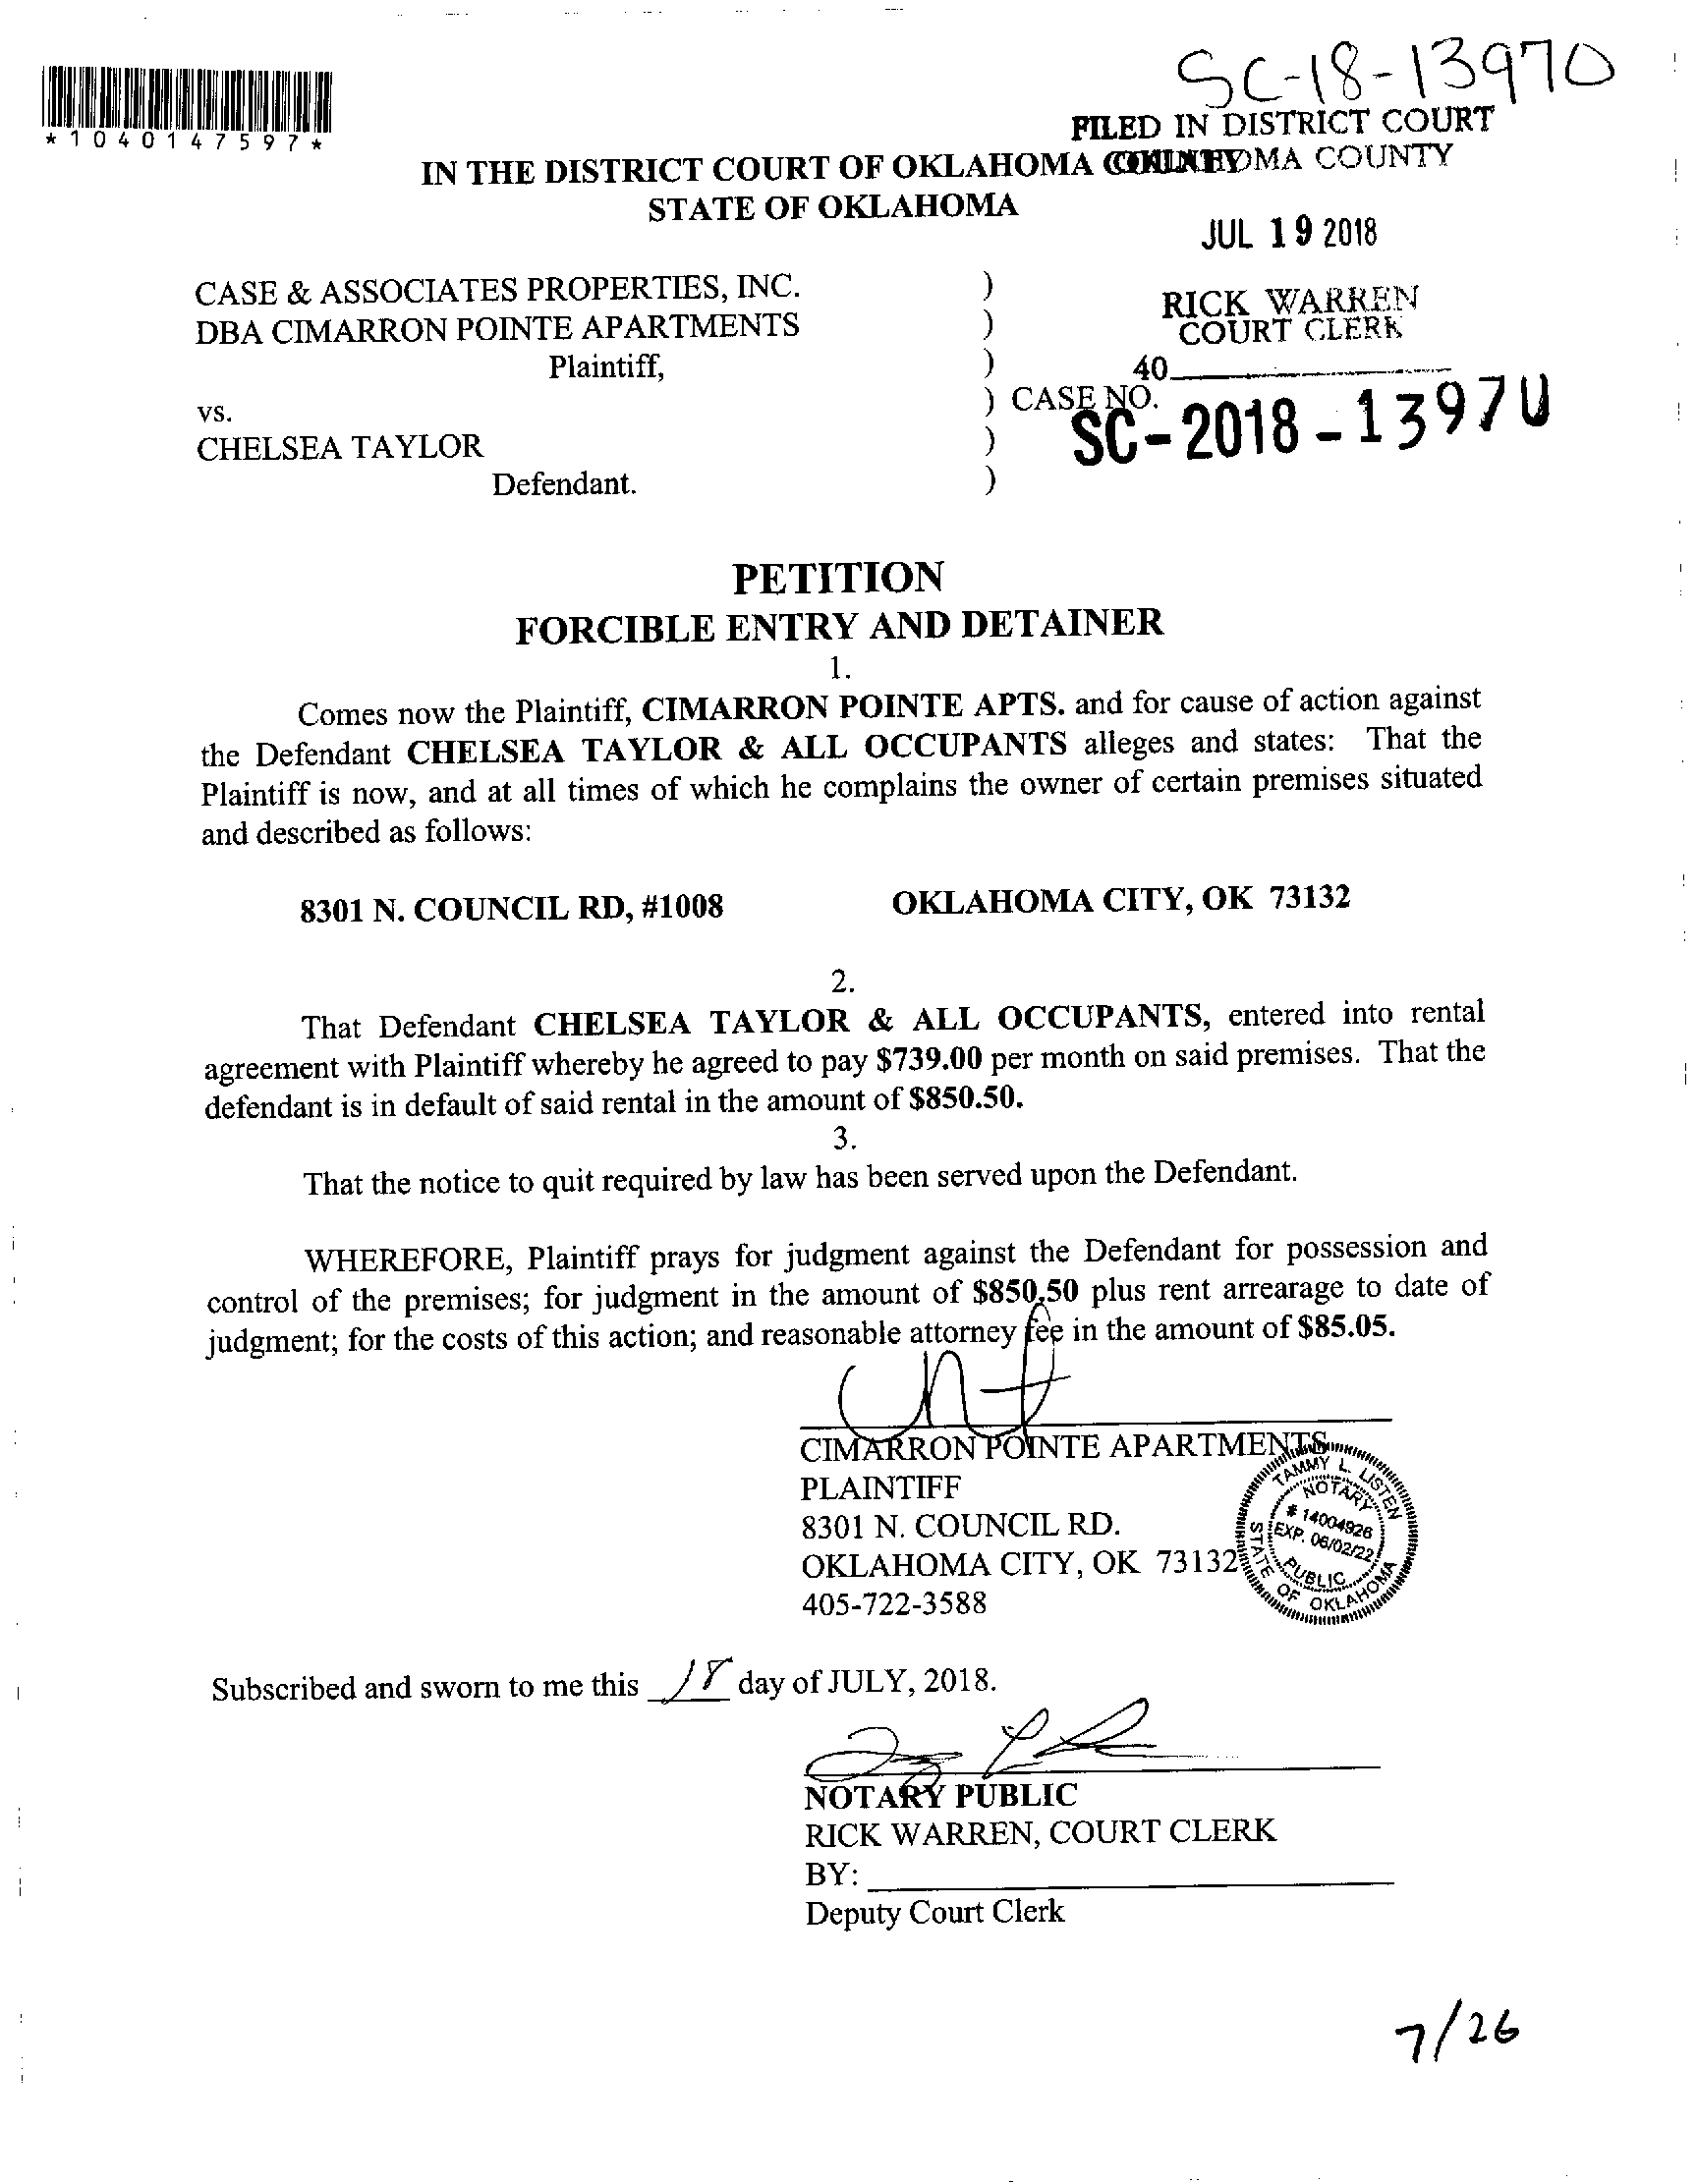 SC-18-13970
*1040147597*
FILED IN DISTRICT COURT
IN THE DISTRICT COURT OF OKLAHOMA COUNTY
OKLAHOMA COUNTY
STATE OF OKLAHOMA
JUL 19 2018
CASE & ASSOCIATES PROPERTIES, INC. )
RICK WARREN
DBA CIMARRON POINTE APARTMENTS )
COURT CLERK
Plaintiff, )
40
) CASE NO.
SC-2018-13970
vs.
CHELSEA TAYLOR )
Defendant. )
PETITION
FORCIBLE ENTRY AND DETAINER
1.
Comes now the Plaintiff, CIMARRON POINTE APTS. and for cause of action against
the Defendant CHELSEA TAYLOR & ALL OCCUPANTS alleges and states: That the
Plaintiff is now, and at all times of which he complains the owner of certain premises situated
and described as follows:
8301 N. COUNCIL RD, #1008 OKLAHOMA CITY, OK 73132
2.
That Defendant CHELSEA TAYLOR & ALL OCCUPANTS, entered into rental
agreement with Plaintiff whereby he agreed to pay $739.00 per month on said premises. That the
defendant is in default of said rental in the amount of $850.50.
3.
That the notice to quit required by law has been served upon the Defendant.
WHEREFORE, Plaintiff prays for judgment against the Defendant for possession and
control of the premises; for judgment in the amount of $850.50 plus rent arrearage to date of
judgment; for the costs of this action; and reasonable attorney fee in the amount of $85.05.
CIMARRON POINTE APARTMENTS
PLAINTIFF
8301 N. COUNCIL RD.
OKLAHOMA CITY, OK 73132
405-722-3588
TAMMY L. LISTEN
NOTARY
# 14004926
EXP. 06/02/22
PUBLIC
STATE OF OKLAHOMA
Subscribed and sworn to me this 18 day of JULY, 2018.
NOTARY PUBLIC
RICK WARREN, COURT CLERK
BY:
Deputy Court Clerk
7/26